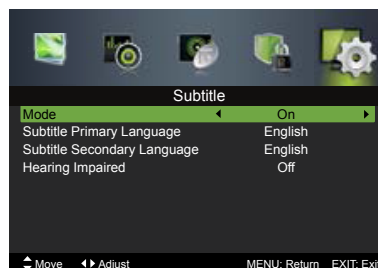 Subtitle
Mode On
Subtitle Primary Language English
Subtitle Secondary Language English
Hearing Impaired Off
Move Adjust MENU: Return EXIT: Exit